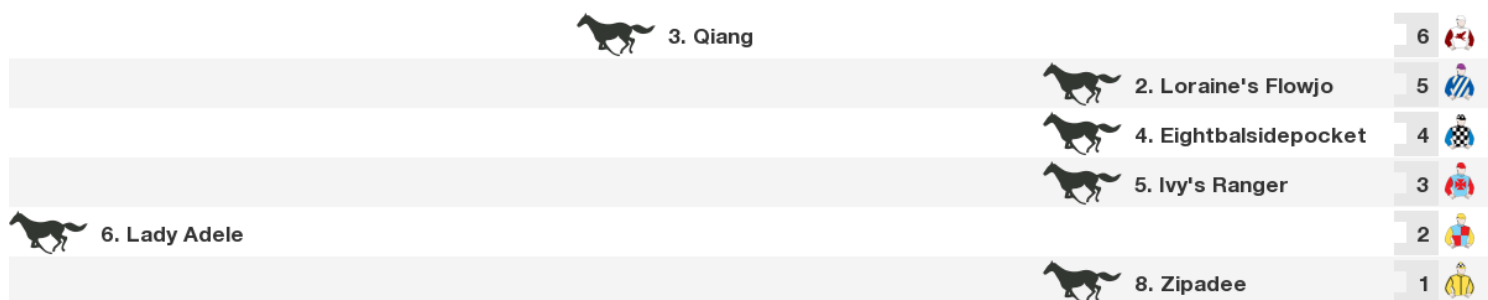 3. Qiang 6
2. Loraine's Flowjo 5
4. Eightbalsidepocket 4
5. Ivy's Ranger 3
6. Lady Adele 2
8. Zipadee 1